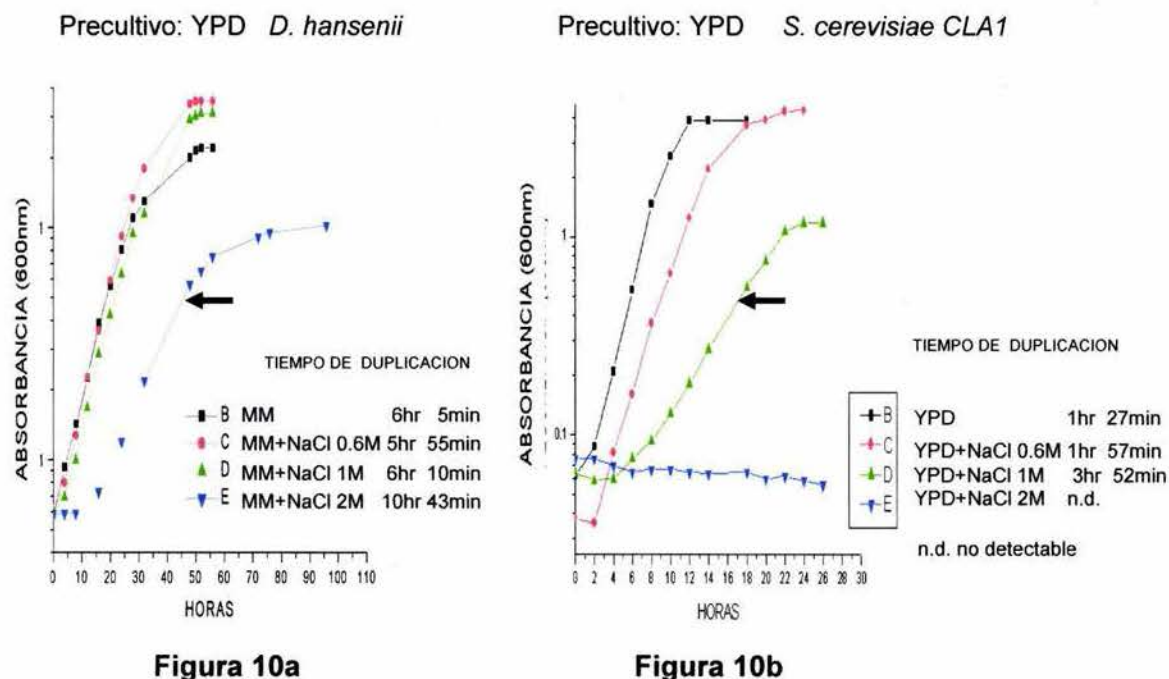 Precultivo: YPD D. hansenii
ABSORBANCIA (600nm)
1
1
0 10 20 30 40 50 60 70 80 90 100 110
HORAS
TIEMPO DE DUPLICACION
B MM 6hr 5min
C MM+NaCl 0.6M 5hr 55min
D MM+NaCl 1M 6hr 10min
E MM+NaCl 2M 10hr 43min
Figura 10a
Precultivo: YPD S. cerevisiae CLA1
ABSORBANCIA (600nm)
1
0,1
0 2 4 6 8 10 12 14 16 18 20 22 24 26 28 30
HORAS
TIEMPO DE DUPLICACION
B YPD 1hr 27min
C YPD+NaCl 0.6M 1hr 57min
D YPD+NaCl 1M 3hr 52min
E YPD+NaCl 2M n.d.
n.d. no detectable
Figura 10b